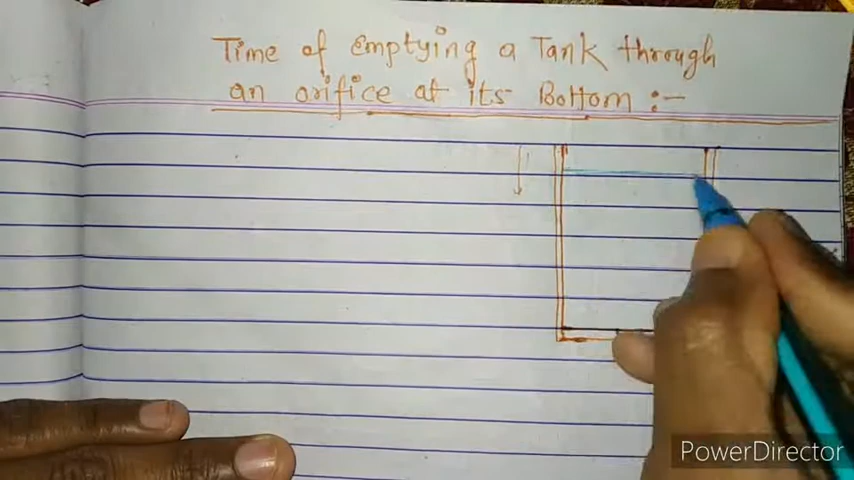 Time of emptying a Tank through
an orifice at its Bottom :-
PowerDirector